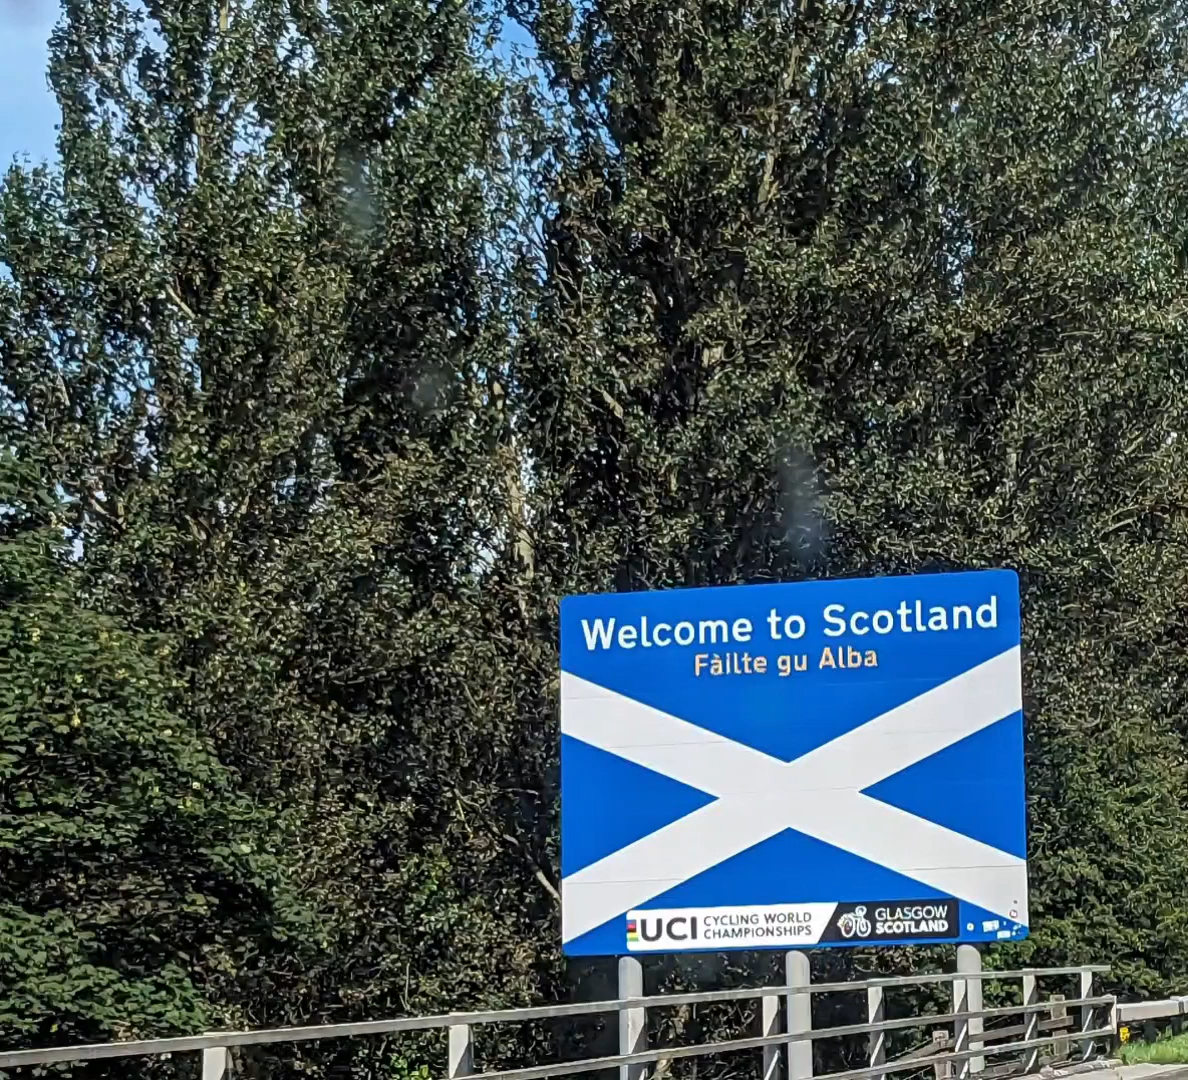 Welcome to Scotland
Fàilte gu Alba
UCI CYCLING WORLD
CHAMPIONSHIPS
GLASGOW
SCOTLAND